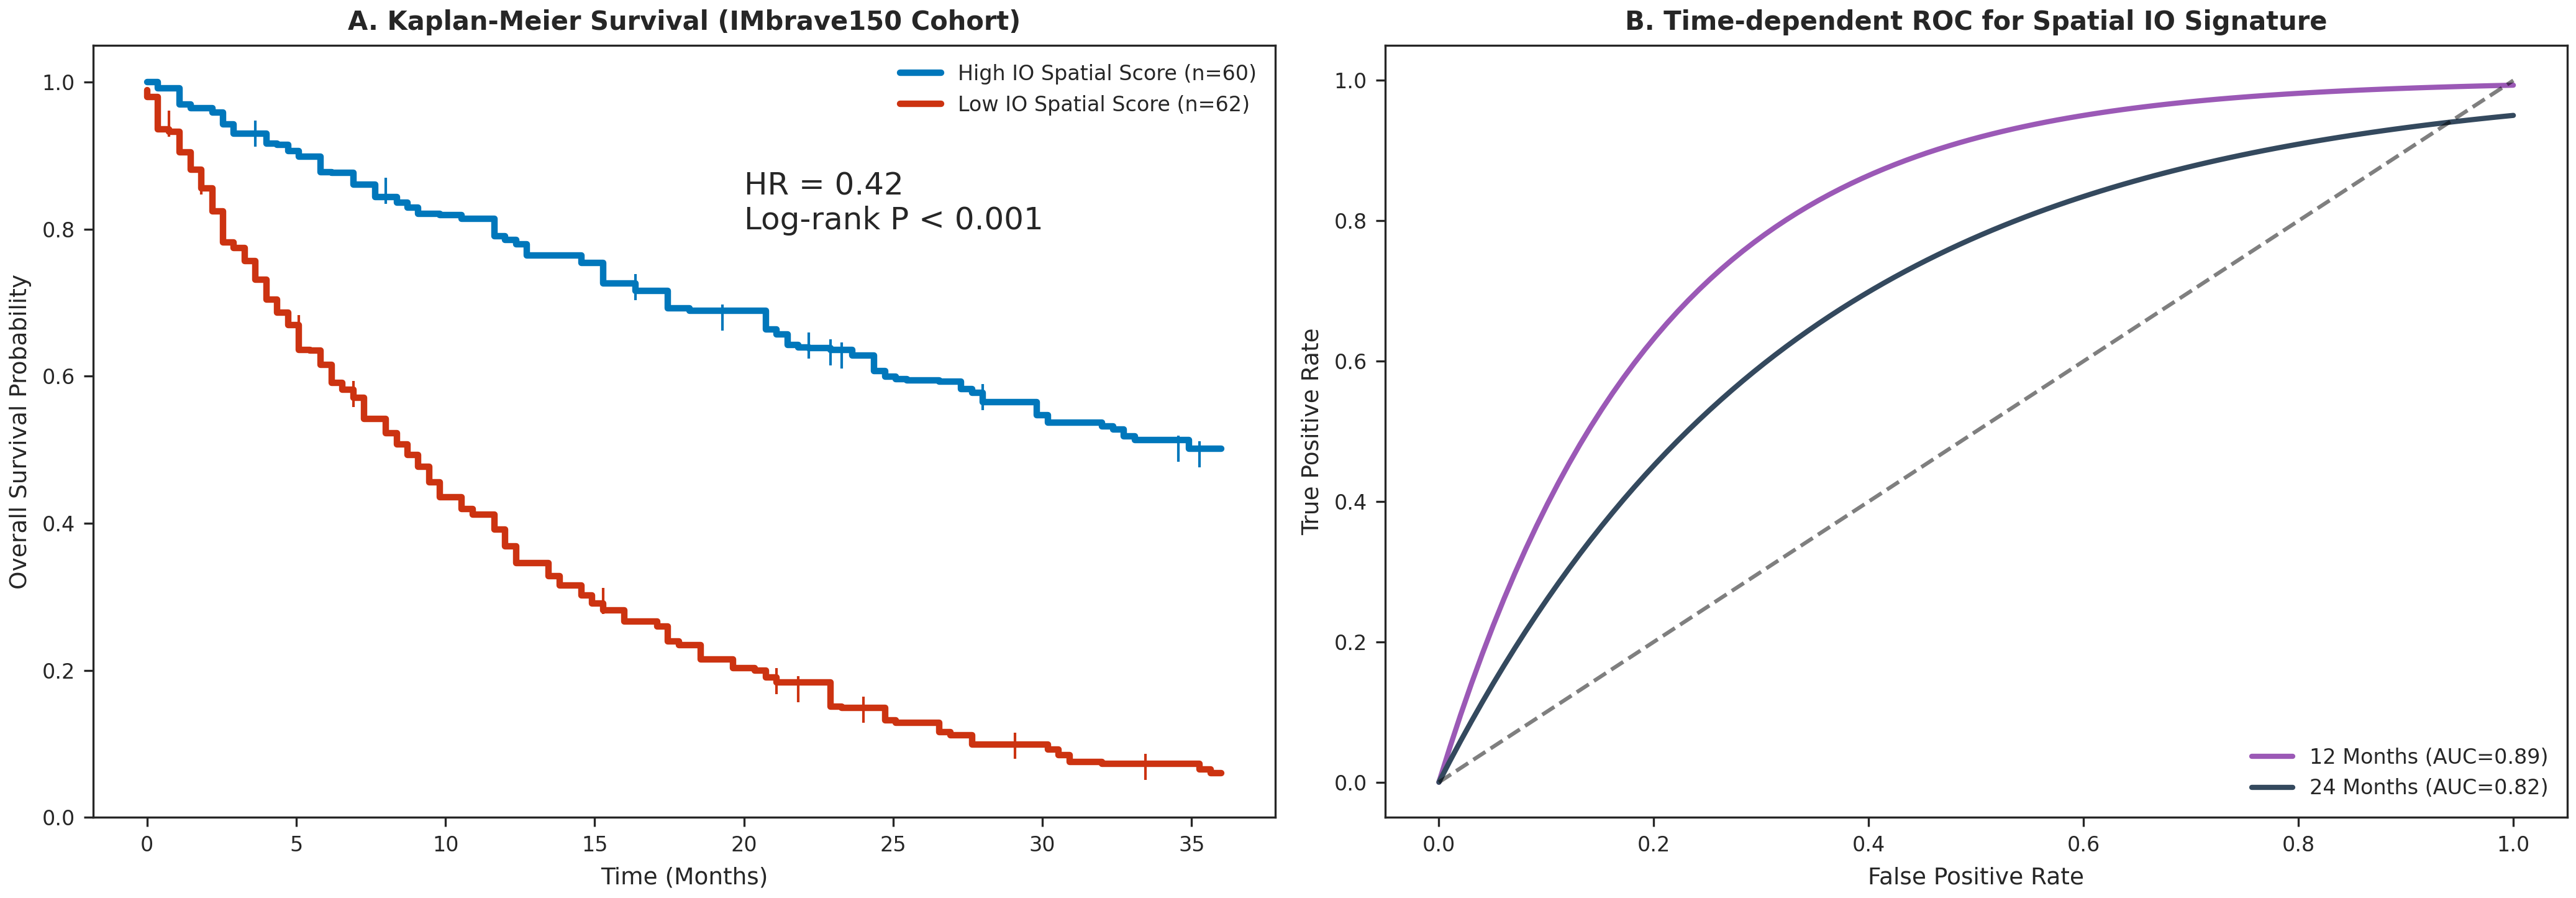 A. Kaplan-Meier Survival (IMbrave150 Cohort)
High IO Spatial Score (n=60)
Low IO Spatial Score (n=62)
HR = 0.42
Log-rank P < 0.001
Overall Survival Probability
1.0
0.8
0.6
0.4
0.2
0.0
0 5 10 15 20 25 30 35
Time (Months)
B. Time-dependent ROC for Spatial IO Signature
True Positive Rate
1.0
0.8
0.6
0.4
0.2
0.0
12 Months (AUC=0.89)
24 Months (AUC=0.82)
0.0 0.2 0.4 0.6 0.8 1.0
False Positive Rate